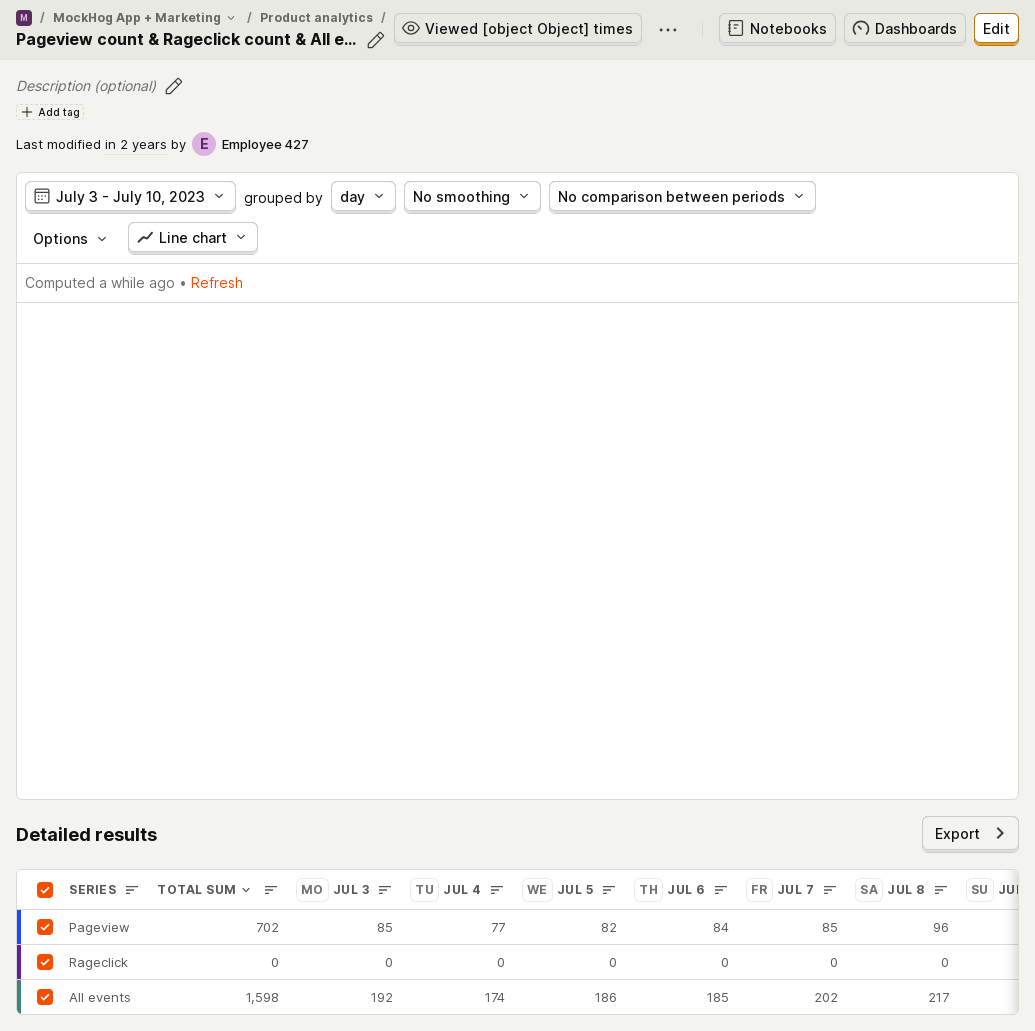 M / MockHog App + Marketing / Product analytics /
Pageview count & Rageclick count & All e...
Viewed [object Object] times
Notebooks
Dashboards
Edit
Description (optional)
Add tag
Last modified in 2 years by E Employee 427
July 3 - July 10, 2023 grouped by day No smoothing No comparison between periods
Options Line chart
Computed a while ago • Refresh
Detailed results
Export
SERIES TOTAL SUM MO JUL 3 TU JUL 4 WE JUL 5 TH JUL 6 FR JUL 7 SA JUL 8 SU
Pageview 702 85 77 82 84 85 96
Rageclick 0 0 0 0 0 0 0
All events 1,598 192 174 186 185 202 217